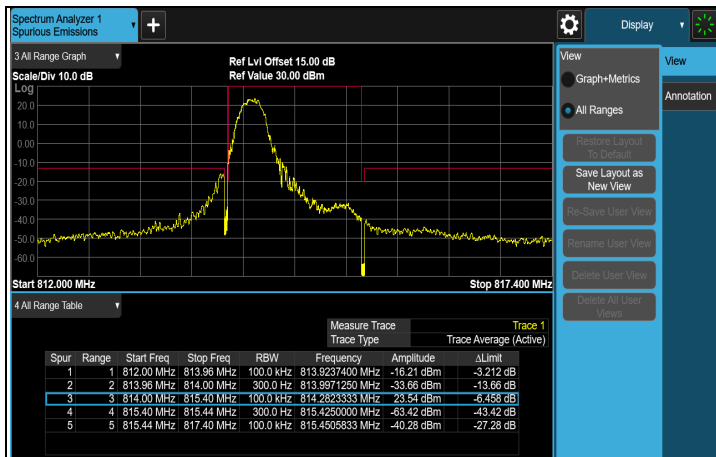 Spectrum Analyzer 1
Spurious Emissions
Display
3 All Range Graph
Ref Lvl Offset 15.00 dB
Scale/Div 10.0 dB
Ref Value 30.00 dBm
Log
20.0
10.0
0.00
-10.0
-20.0
-30.0
-40.0
-50.0
-60.0
Start 812.000 MHz
Stop 817.400 MHz
View
Graph+Metrics
All Ranges
Restore Layout
To Default
Save Layout as
New View
Re-Save User View
Rename User View
Delete User View
Delete All User
Views
View
Annotation
4 All Range Table
Measure Trace Trace 1
Trace Type Trace Average (Active)
Spur Range Start Freq Stop Freq RBW Frequency Amplitude ΔLimit
1 1 812.00 MHz 813.96 MHz 100.0 kHz 813.9237400 MHz -16.21 dBm -3.212 dB
2 2 813.96 MHz 814.00 MHz 300.0 Hz 813.9971250 MHz -33.66 dBm -13.66 dB
3 3 814.00 MHz 815.40 MHz 100.0 kHz 814.2823333 MHz 23.54 dBm -6.458 dB
4 4 815.40 MHz 815.44 MHz 300.0 Hz 815.4250000 MHz -63.42 dBm -43.42 dB
5 5 815.44 MHz 817.40 MHz 100.0 kHz 815.4505833 MHz -40.28 dBm -27.28 dB